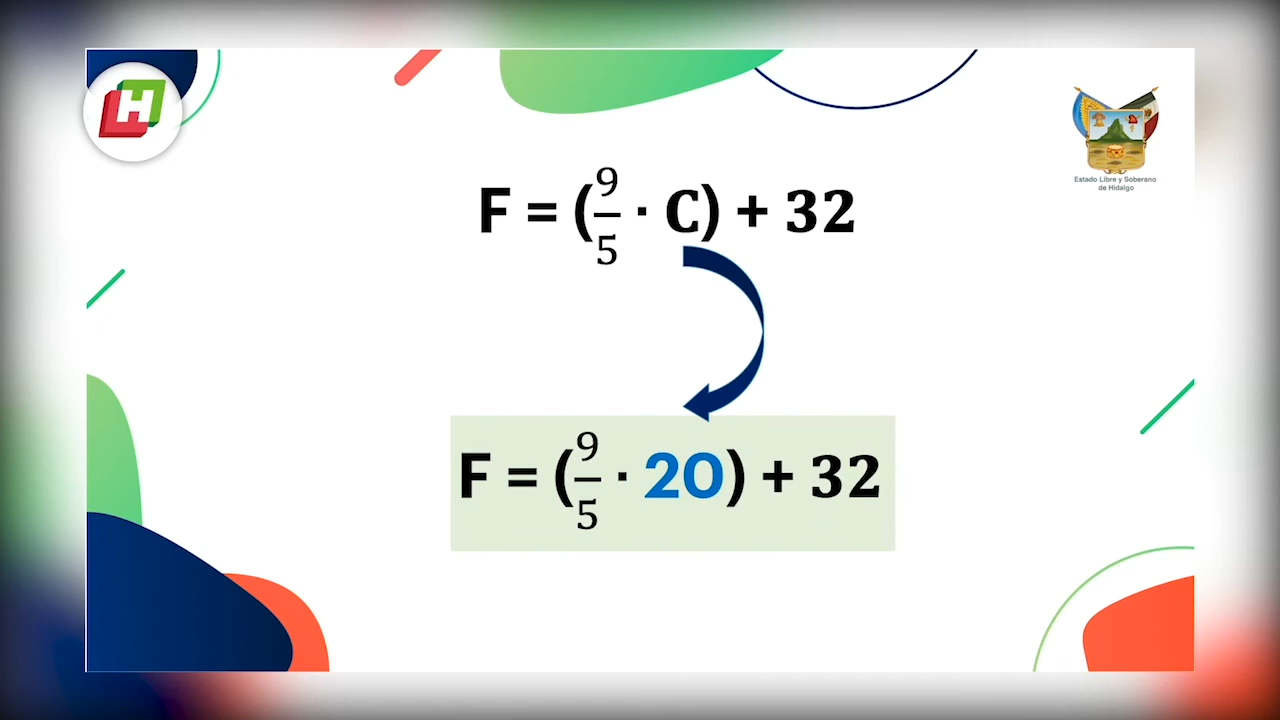 H
Estado Libre y Soberano
de Hidalgo
F = (9/5 · C) + 32
F = (9/5 · 20) + 32